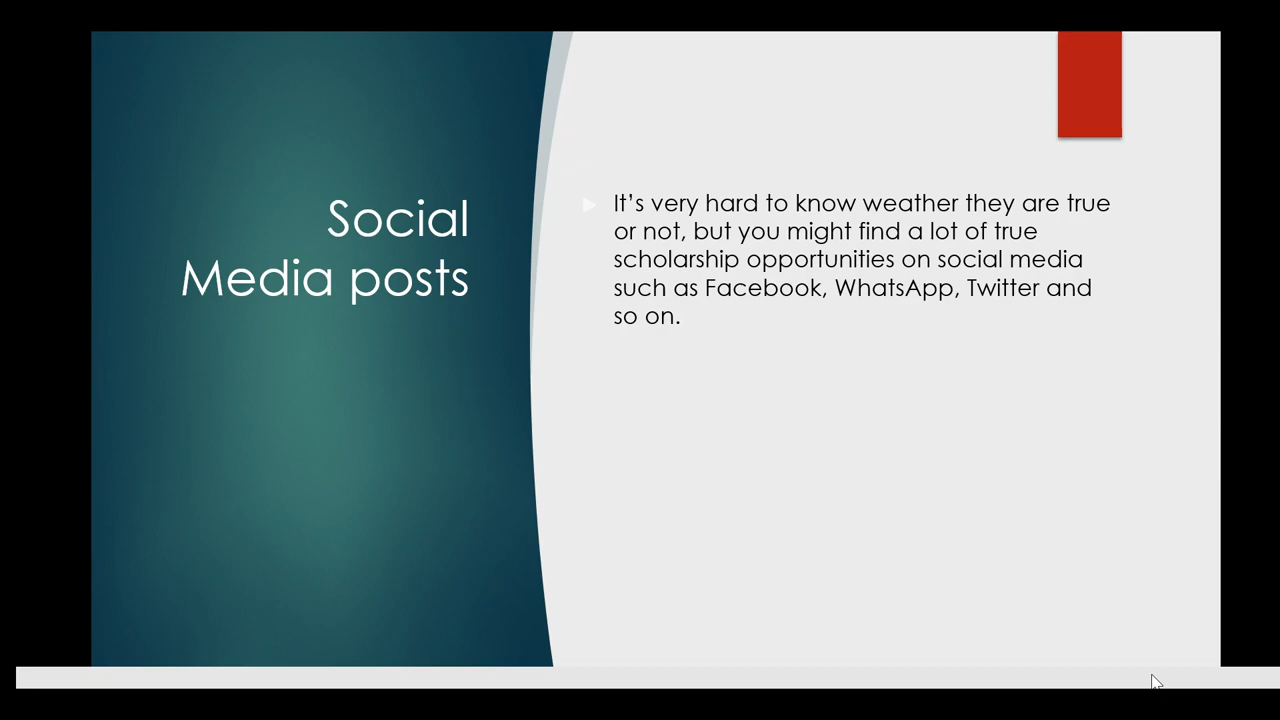 Social
Media posts
It’s very hard to know weather they are true
or not, but you might find a lot of true
scholarship opportunities on social media
such as Facebook, WhatsApp, Twitter and
so on.